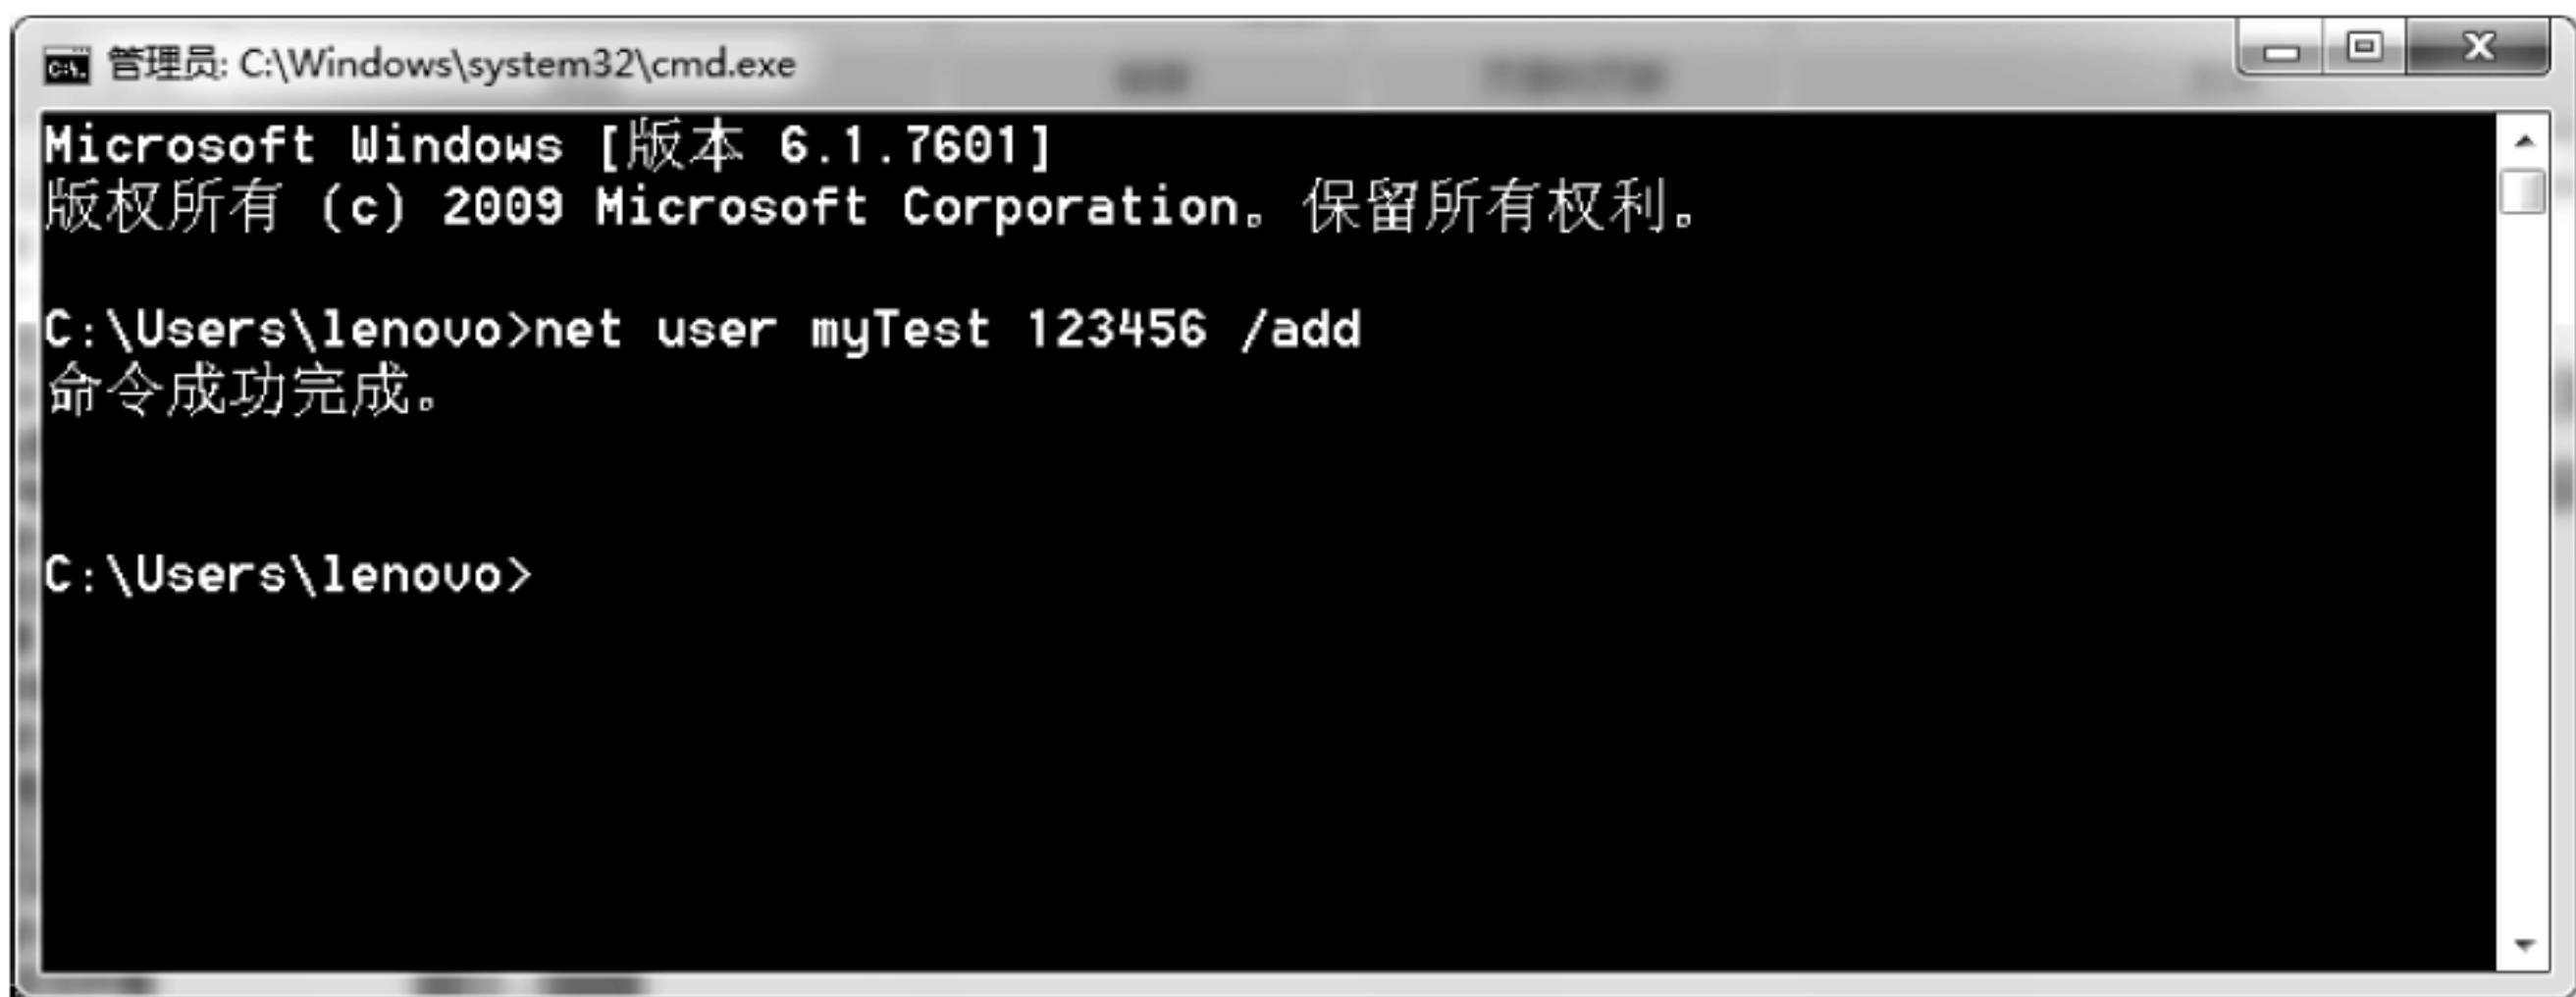 管理员: C:\Windows\system32\cmd.exe
Microsoft Windows [版本 6.1.7601]
版权所有 (c) 2009 Microsoft Corporation。保留所有权利。
C:\Users\lenovo>net user myTest 123456 /add
命令成功完成。
C:\Users\lenovo>